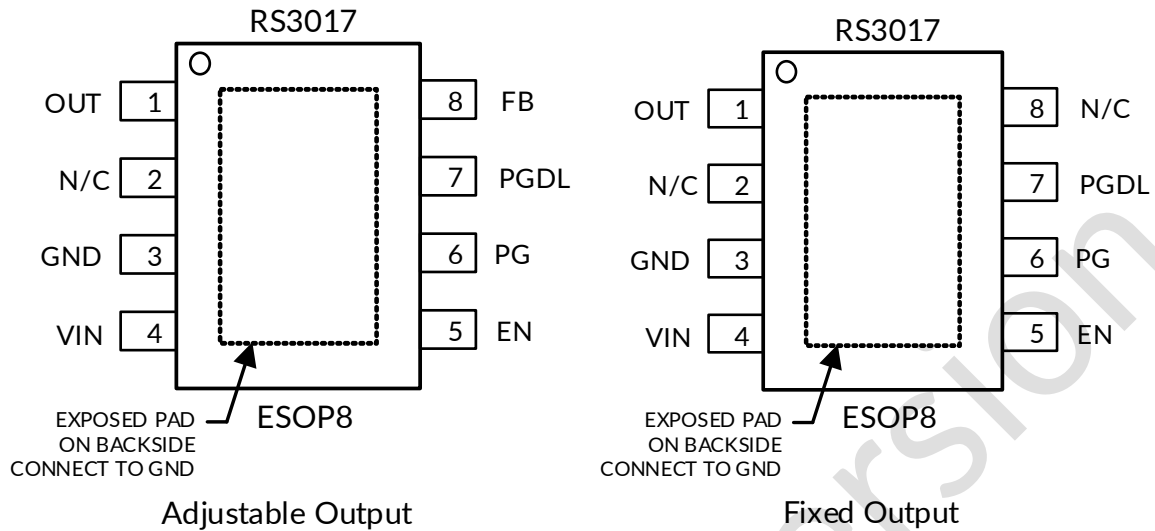 RS3017
OUT 1 8 FB
N/C 2 7 PGDL
GND 3 6 PG
VIN 4 5 EN
EXPOSED PAD
ON BACKSIDE
CONNECT TO GND
ESOP8
Adjustable Output
RS3017
OUT 1 8 N/C
N/C 2 7 PGDL
GND 3 6 PG
VIN 4 5 EN
EXPOSED PAD
ON BACKSIDE
CONNECT TO GND
ESOP8
Fixed Output
ersion